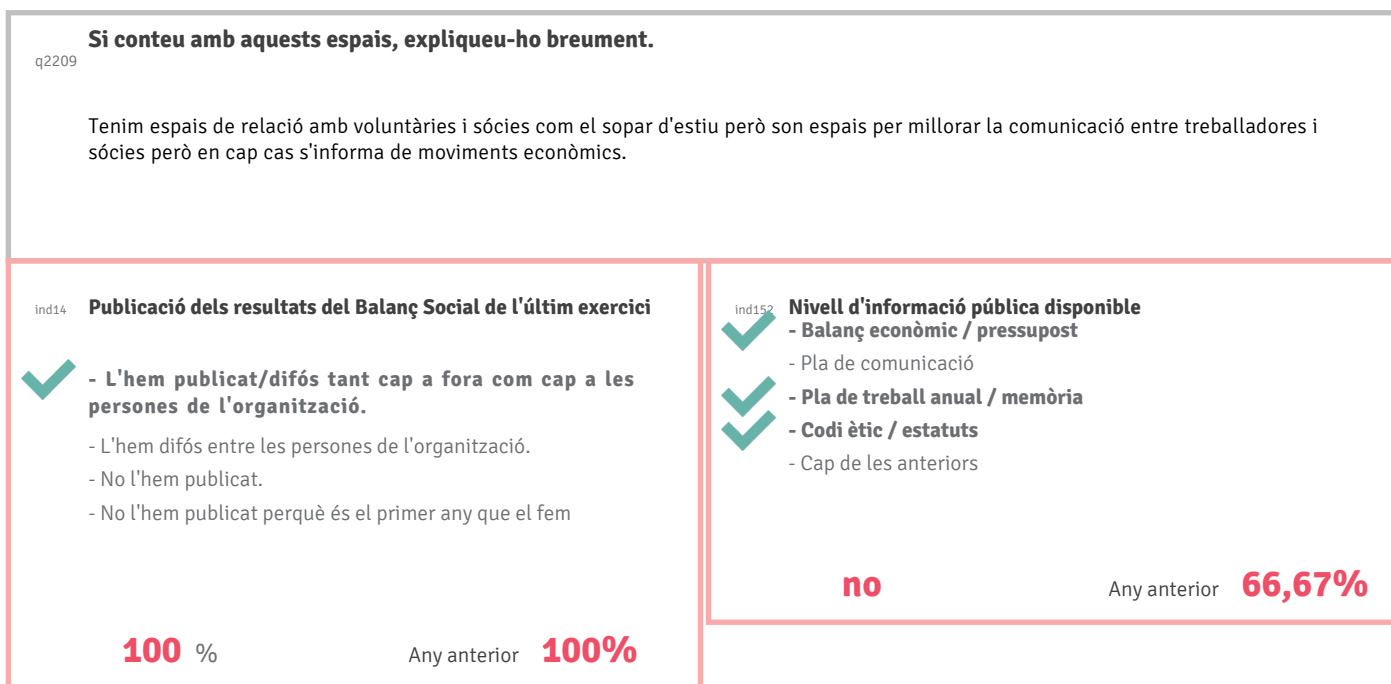 Si conteu amb aquests espais, expliqueu-ho breument.
q2209
Tenim espais de relació amb voluntàries i sòcies com el sopar d'estiu però son espais per millorar la comunicació entre treballadores i
sòcies però en cap cas s'informa de moviments econòmics.
ind14 Publicació dels resultats del Balanç Social de l'últim exercici
- L'hem publicat/difós tant cap a fora com cap a les
persones de l'organització.
- L'hem difós entre les persones de l'organització.
- No l'hem publicat.
- No l'hem publicat perquè és el primer any que el fem
100 % Any anterior 100%
ind152 Nivell d'informació pública disponible
- Balanç econòmic / pressupost
- Pla de comunicació
- Pla de treball anual / memòria
- Codi ètic / estatuts
- Cap de les anteriors
no Any anterior 66,67%